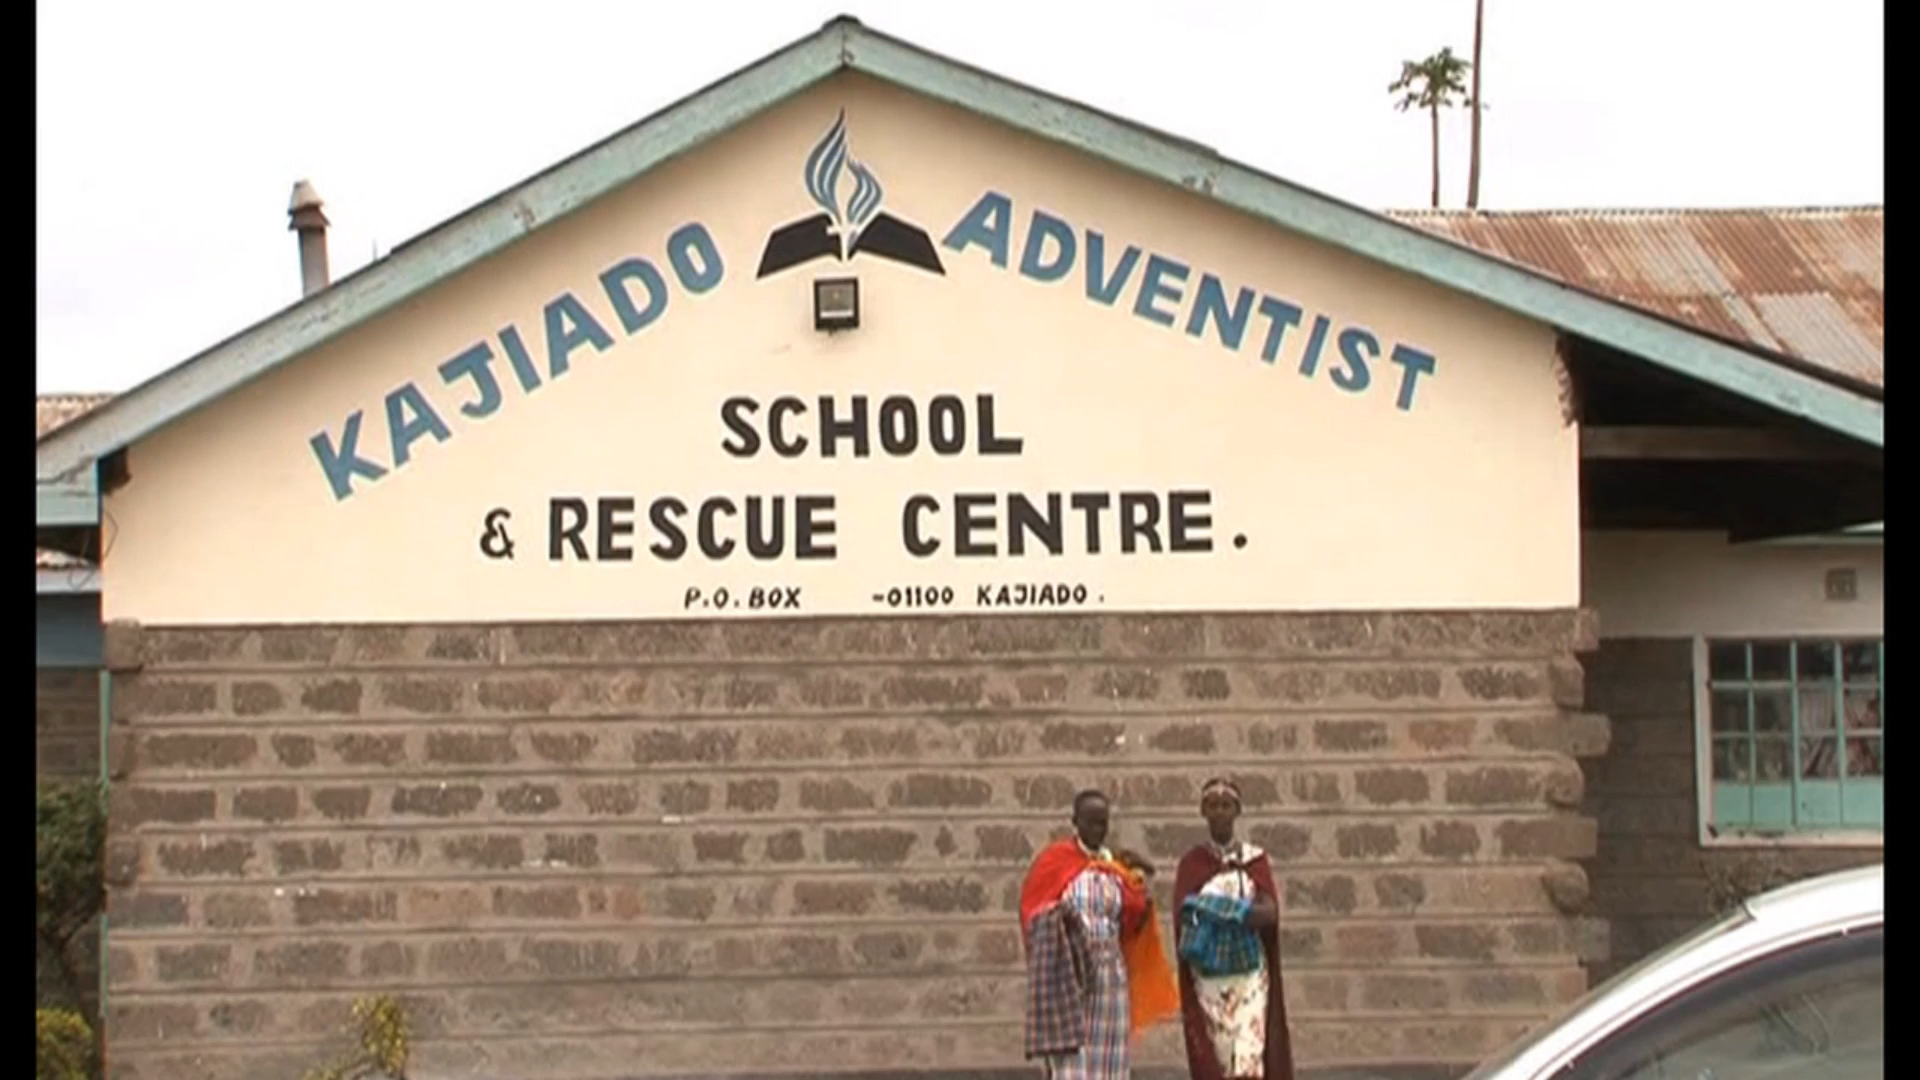 KAJIADO ADVENTIST
SCHOOL
& RESCUE CENTRE.
P.O. BOX -01100 KAJIADO.